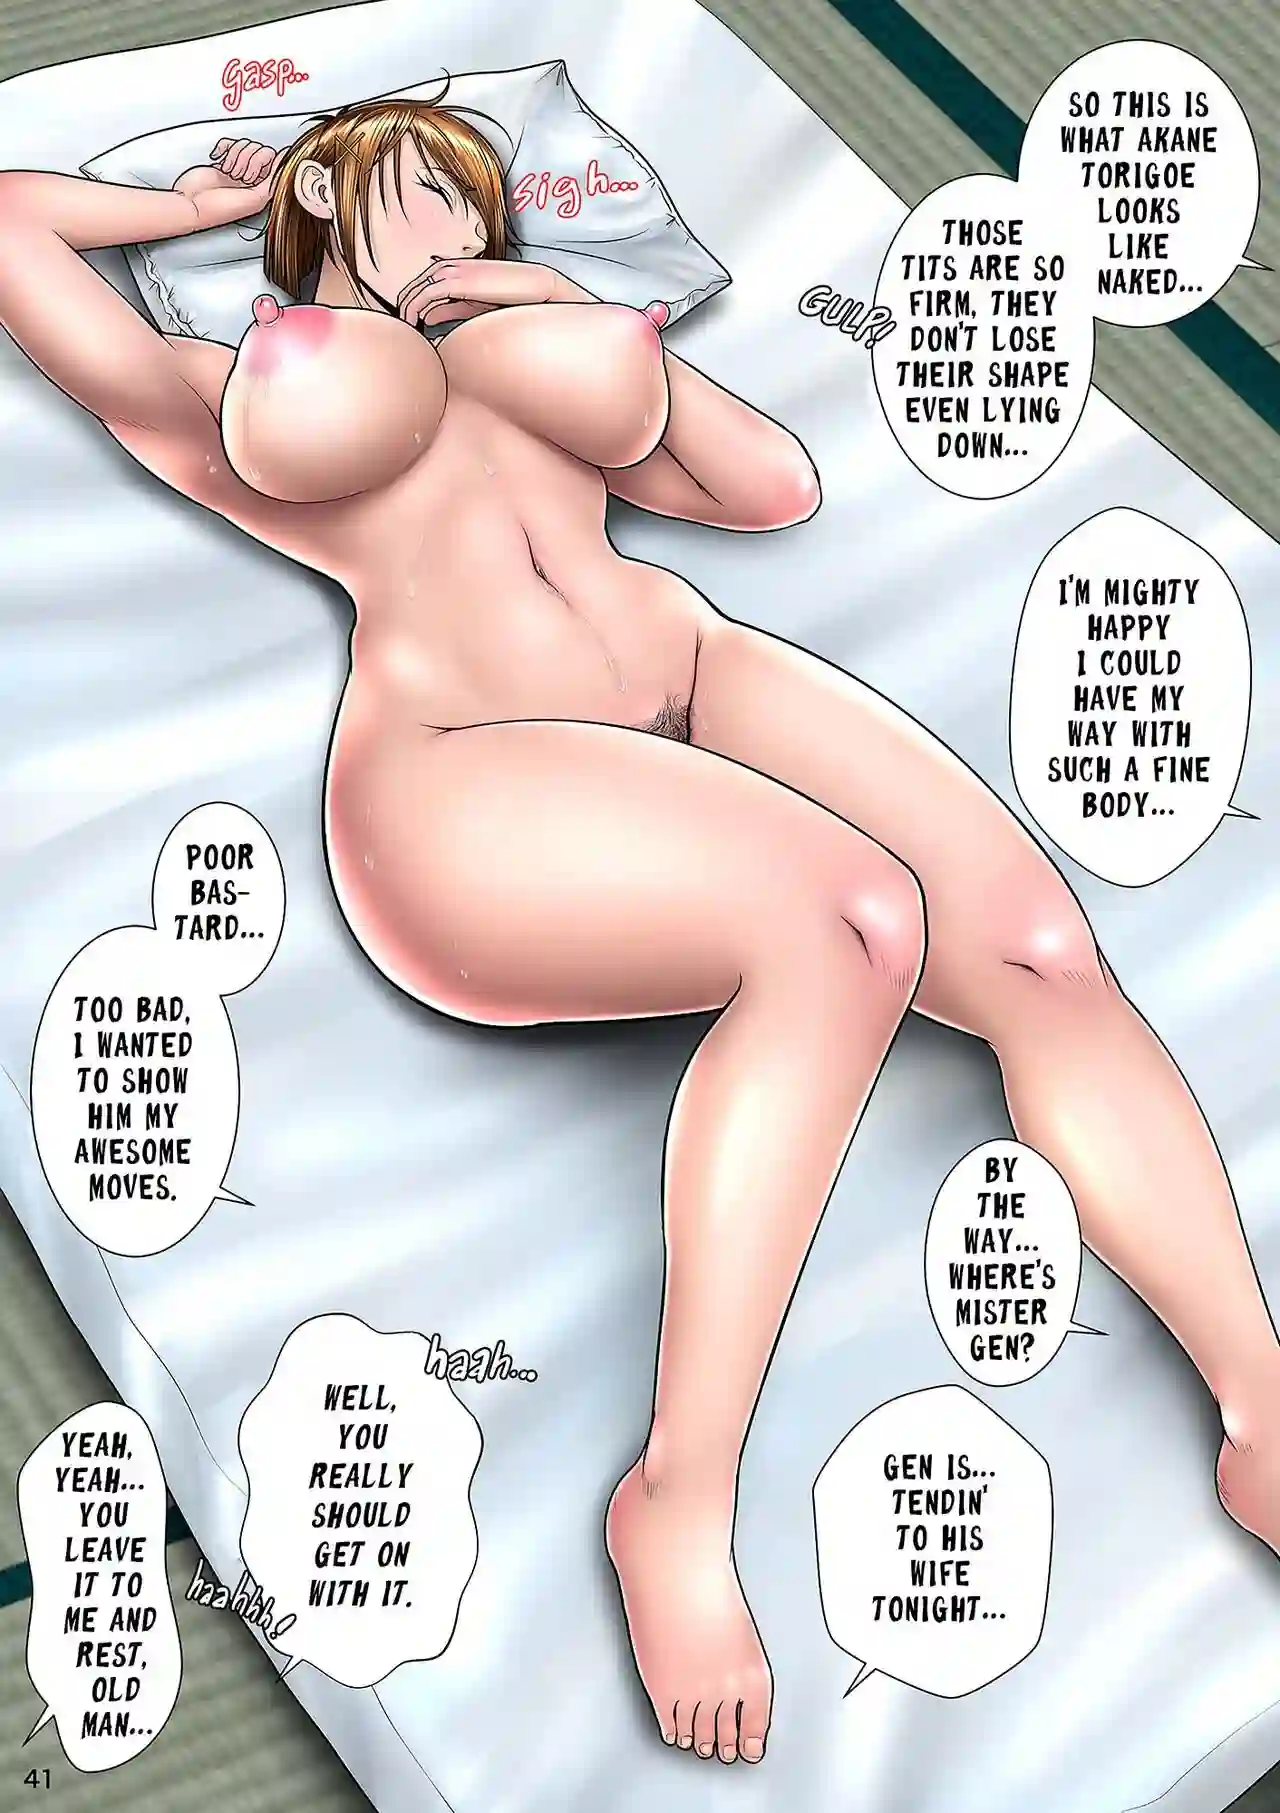 gasp...
sigh...
SO THIS IS
WHAT AKANE
TORIGOE
LOOKS
LIKE
NAKED...
THOSE
TITS ARE SO
FIRM, THEY
DON'T LOSE
THEIR SHAPE
EVEN LYING
DOWN...
GULP!
I'M MIGHTY
HAPPY
I COULD
HAVE MY
WAY WITH
SUCH A FINE
BODY...
POOR
BAS-
TARD...
TOO BAD,
I WANTED
TO SHOW
HIM MY
AWESOME
MOVES.
BY
THE
WAY...
WHERE'S
MISTER
GEN?
GEN IS...
TENDIN'
TO HIS
WIFE
TONIGHT...
haah...
WELL,
YOU
REALLY
SHOULD
GET ON
WITH IT.
haahhh!
YEAH,
YEAH...
YOU
LEAVE
IT TO
ME AND
REST,
OLD
MAN...
41